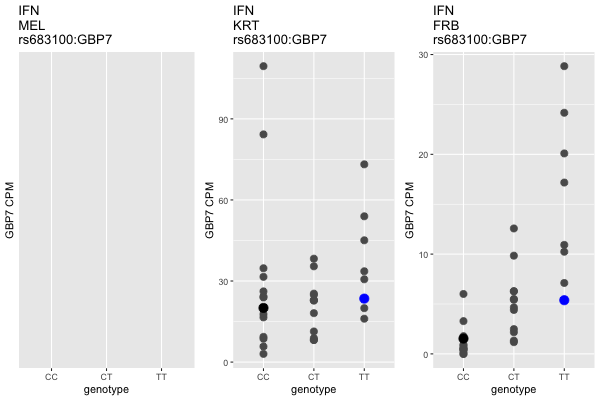 IFN
MEL
rs683100:GBP7
GBP7 CPM
CC
CT
TT
genotype
IFN
KRT
rs683100:GBP7
GBP7 CPM
90
60
30
0
CC
CT
TT
genotype
IFN
FRB
rs683100:GBP7
GBP7 CPM
30
20
10
0
CC
CT
TT
genotype